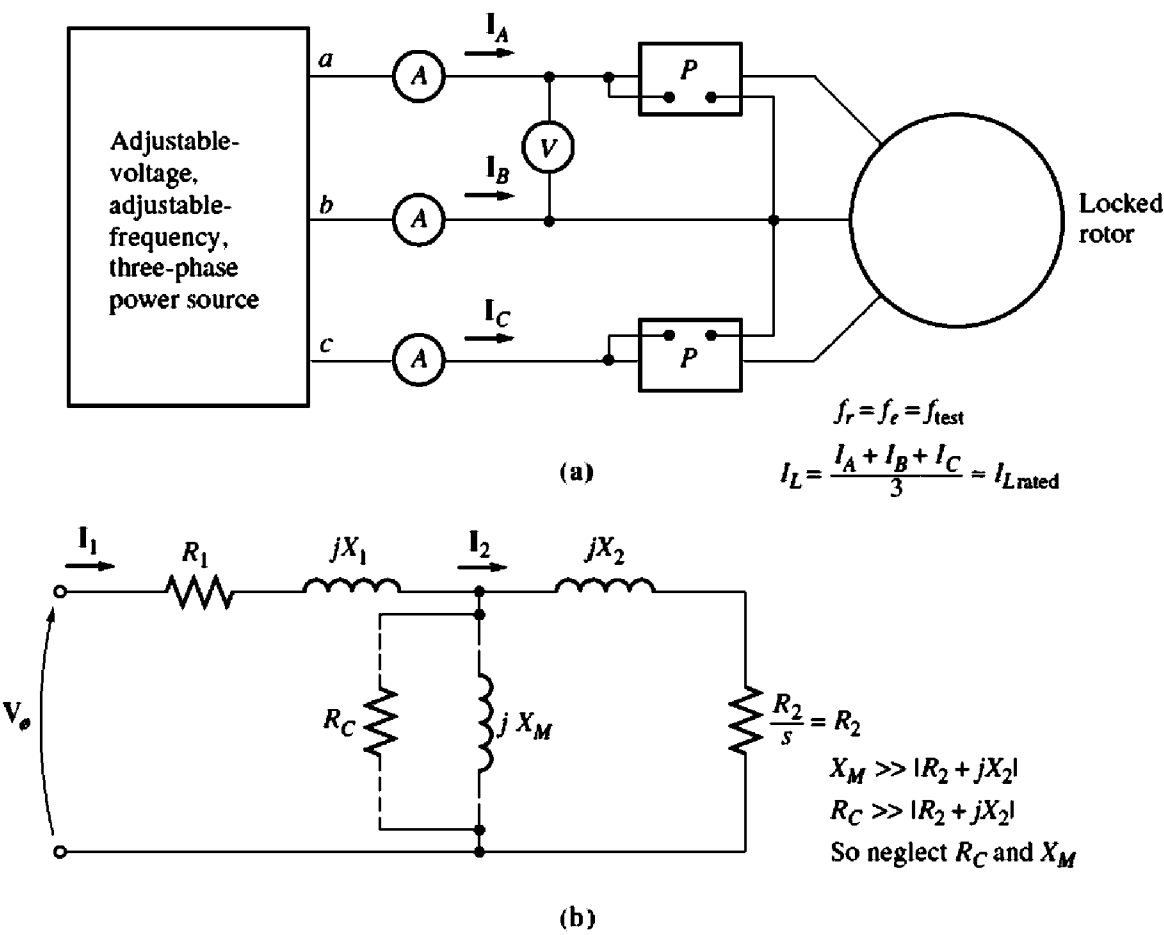 I_A
a
A
P
Adjustable-
voltage,
adjustable-
frequency,
three-phase
power source
V
I_B
b
A
Locked
rotor
I_C
c
A
P
f_r = f_e = f_test
(a)
I_L = (I_A + I_B + I_C)/3 = I_L rated
I_1
R_1
jX_1
I_2
jX_2
V_ø
R_C
j X_M
R_2/s = R_2
X_M >> |R_2 + jX_2|
R_C >> |R_2 + jX_2|
So neglect R_C and X_M
(b)